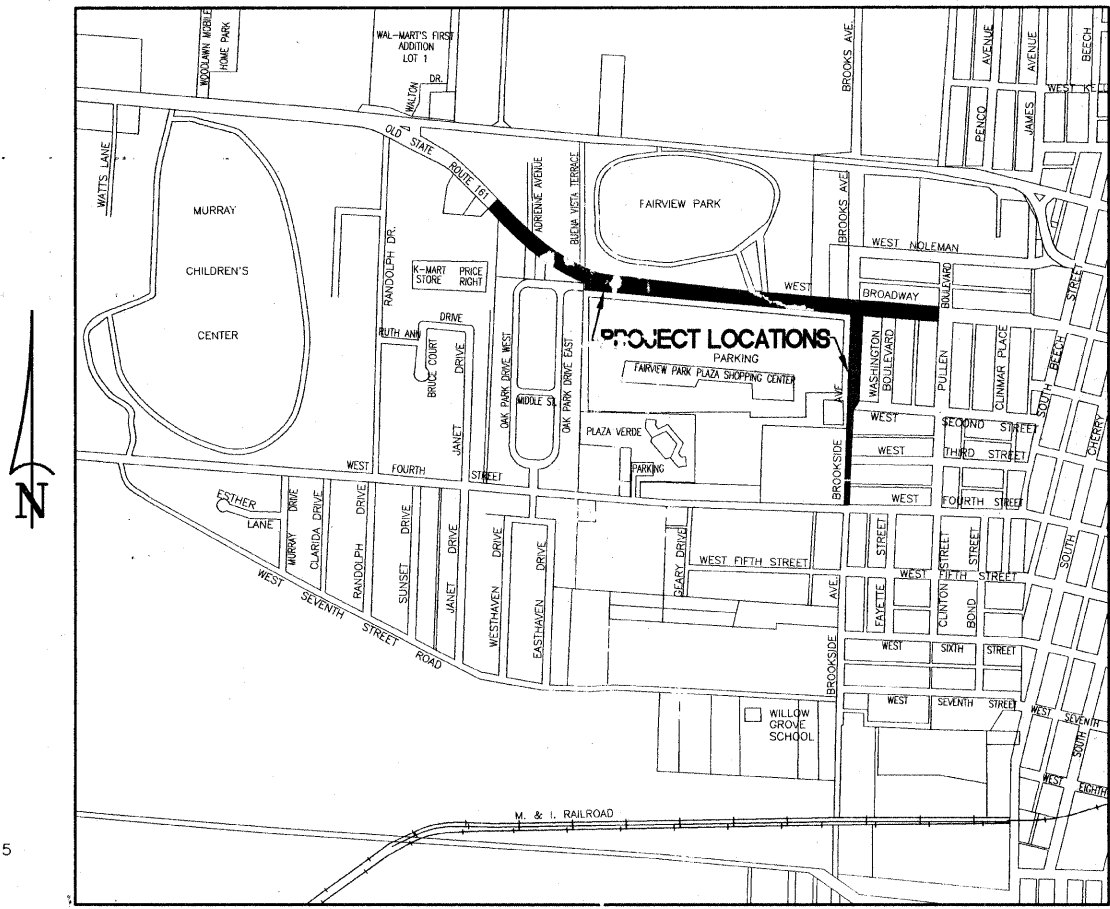 WOODLAWN MOBILE
HOME PARK
WAL-MART'S FIRST
ADDITION
LOT 1
WALTON
DR.
BROOKS AVE.
PENCO
AVENUE
JAMES
AVENUE
BEECH
WEST
OLD STATE
ROUTE 161
WATTS LANE
MURRAY
CHILDREN'S
CENTER
RANDOLPH DR.
ADRIENNE AVENUE
BUENA VISTA TERRACE
FAIRVIEW PARK
BROOKS AVE.
WEST NOLEMAN
K-MART PRICE
STORE RIGHT
WEST
BROADWAY
BOULEVARD
STREET
DRIVE
RUTH ANN
BRUCE COURT
JANET DRIVE
OAK PARK DRIVE WEST
MIDDLE ST.
OAK PARK DRIVE EAST
PROJECT LOCATIONS
PARKING
FAIRVIEW PARK PLAZA SHOPPING CENTER
AVE.
WASHINGTON
BOULEVARD
PULLEN
CLINMAR PLACE
SOUTH BEECH
CHERRY
PLAZA VERDE
PARKING
BROOKSIDE
WEST SECOND STREET
WEST THIRD STREET
WEST FOURTH STREET
WEST FOURTH STREET
N
ESTHER
LANE
MURRAY DRIVE
CLARIDA DRIVE
RANDOLPH DRIVE
SUNSET DRIVE
JANET DRIVE
WESTHAVEN DRIVE
EASTHAVEN DRIVE
WEST SEVENTH STREET ROAD
GEARY DRIVE
WEST FIFTH STREET
FAYETTE STREET
WEST FIFTH STREET
CLINTON STREET
BOND STREET
SOUTH
BROOKSIDE AVE.
WEST SIXTH STREET
WEST SEVENTH STREET
WEST SEVENTH
SOUTH
WEST EIGHTH
WILLOW
GROVE
SCHOOL
M. & I. RAILROAD
5